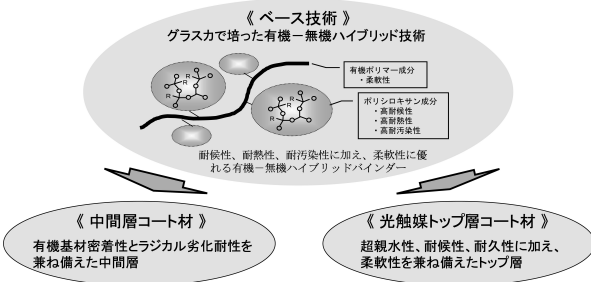 《 ベース技術 》
グラスカで培った有機－無機ハイブリッド技術
有機ポリマー成分
・柔軟性
ポリシロキサン成分
・高耐候性
・高耐熱性
・高耐汚染性
R
R
R
R
耐候性、耐熱性、耐汚染性に加え、柔軟性に優
れる有機－無機ハイブリッドバインダー
《 中間層コート材 》
有機基材密着性とラジカル劣化耐性を
兼ね備えた中間層
《 光触媒トップ層コート材 》
超親水性、耐候性、耐久性に加え、
柔軟性を兼ね備えたトップ層